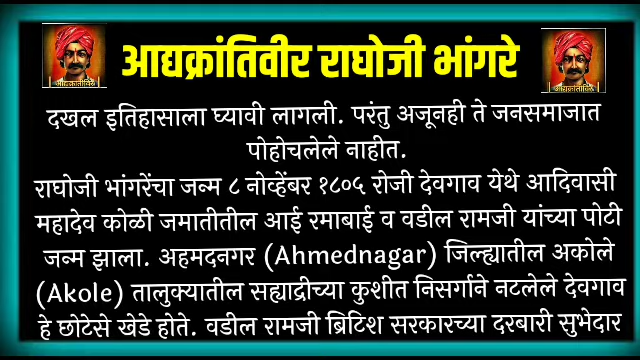 आद्यक्रांतिवीर राघोजी भांगरे
दखल इतिहासाला घ्यावी लागली. परंतु अजूनही ते जनसमाजात
पोहोचलेले नाहीत.
राघोजी भांगरेंचा जन्म ८ नोव्हेंबर १८०५ रोजी देवगाव येथे आदिवासी
महादेव कोळी जमातीतील आई रमाबाई व वडील रामजी यांच्या पोटी
जन्म झाला. अहमदनगर (Ahmednagar) जिल्ह्यातील अकोले
(Akole) तालुक्यातील सह्याद्रीच्या कुशीत निसर्गाने नटलेले देवगाव
हे छोटेसे खेडे होते. वडील रामजी ब्रिटिश सरकारच्या दरबारी सुभेदार